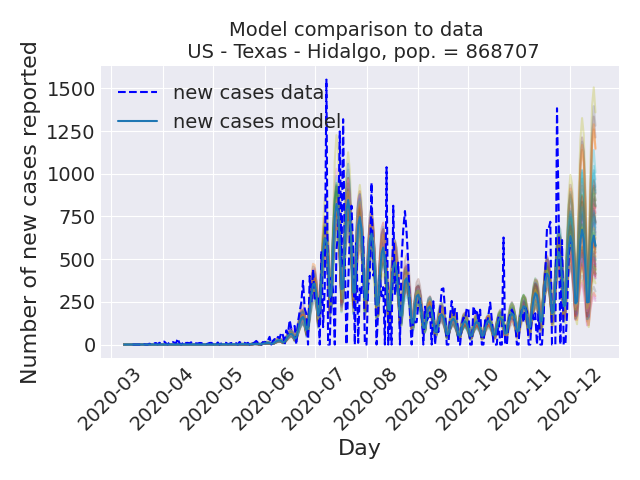 Model comparison to data
US - Texas - Hidalgo, pop. = 868707
Number of new cases reported
1500
1250
1000
750
500
250
0
new cases data
new cases model
2020-03
2020-04
2020-05
2020-06
2020-07
2020-08
2020-09
2020-10
2020-11
2020-12
Day